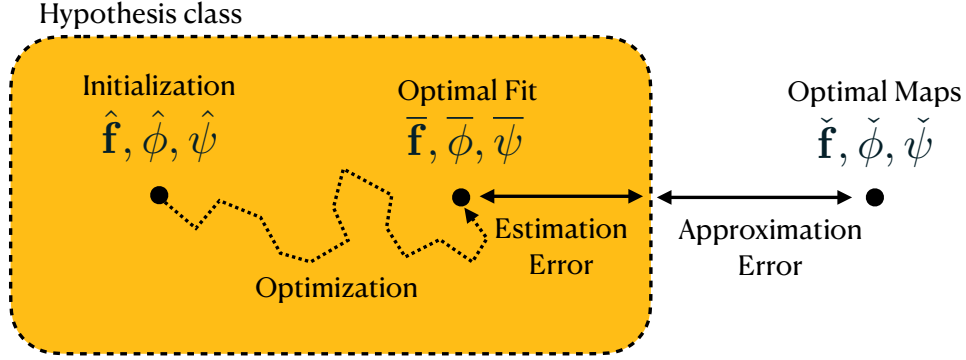 Hypothesis class
Initialization
f̂, ϕ̂, ψ̂
Optimal Fit
f̅, ϕ̅, ψ̅
Optimal Maps
f̌, ϕ̌, ψ̌
Estimation
Error
Approximation
Error
Optimization